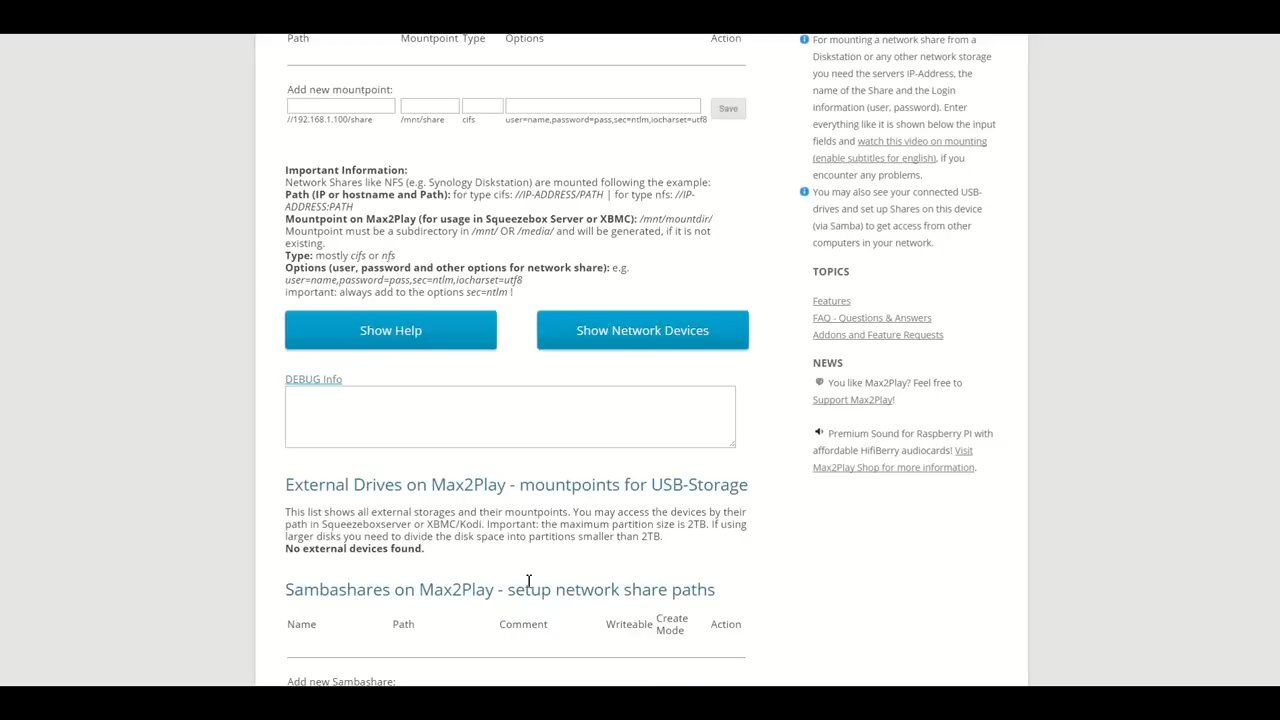 Path Mountpoint Type Options Action
Add new mountpoint:
Save
//192.168.1.100/share /mnt/share cifs user=name,password=pass,sec=ntlm,iocharset=utf8
Important Information:
Network Shares like NFS (e.g. Synology Diskstation) are mounted following the example:
Path (IP or hostname and Path): for type cifs: //IP-ADDRESS/PATH | for type nfs: //IP-
ADDRESS:PATH
Mountpoint on Max2Play (for usage in Squeezebox Server or XBMC): /mnt/mountdir/
Mountpoint must be a subdirectory in /mnt/ OR /media/ and will be generated, if it is not
existing.
Type: mostly cifs or nfs
Options (user, password and other options for network share): e.g.
user=name,password=pass,sec=ntlm,iocharset=utf8
important: always add to the options sec=ntlm !
Show Help Show Network Devices
DEBUG Info
External Drives on Max2Play - mountpoints for USB-Storage
This list shows all external storages and their mountpoints. You may access the devices by their
path in Squeezeboxserver or XBMC/Kodi. Important: the maximum partition size is 2TB. If using
larger disks you need to divide the disk space into partitions smaller than 2TB.
No external devices found.
Sambashares on Max2Play - setup network share paths
Name Path Comment Writeable Create
Mode Action
Add new Sambashare:
For mounting a network share from a
Diskstation or any other network storage
you need the servers IP-Address, the
name of the Share and the Login
information (user, password). Enter
everything like it is shown below the input
fields and watch this video on mounting
(enable subtitles for english), if you
encounter any problems.
You may also see your connected USB-
drives and set up Shares on this device
(via Samba) to get access from other
computers in your network.
TOPICS
Features
FAQ - Questions & Answers
Addons and Feature Requests
NEWS
You like Max2Play? Feel free to
Support Max2Play!
Premium Sound for Raspberry PI with
affordable HifiBerry audiocards! Visit
Max2Play Shop for more information.